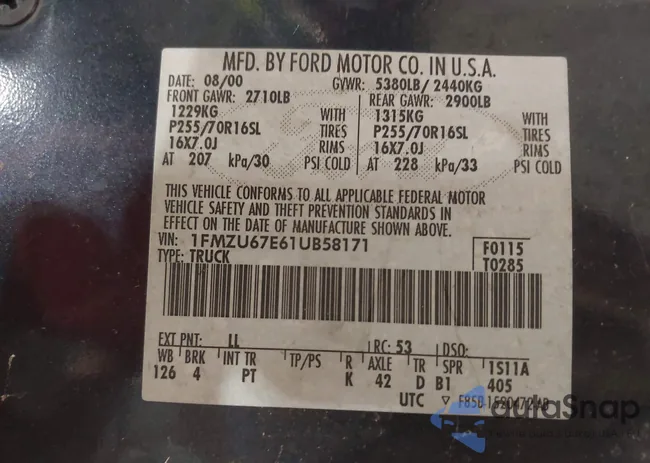 MFD. BY FORD MOTOR CO. IN U.S.A.
DATE: 08/00 GVWR: 5380LB/ 2440KG
FRONT GAWR: 2710LB REAR GAWR: 2900LB
1229KG WITH 1315KG WITH
P255/70R16SL TIRES P255/70R16SL TIRES
16X7.0J RIMS 16X7.0J RIMS
AT 207 kPa/30 PSI COLD AT 228 kPa/33 PSI COLD
THIS VEHICLE CONFORMS TO ALL APPLICABLE FEDERAL MOTOR
VEHICLE SAFETY AND THEFT PREVENTION STANDARDS IN
EFFECT ON THE DATE OF MANUFACTURE SHOWN ABOVE.
VIN: 1FMZU67E61UB58171 F0115
TYPE: TRUCK T0285
EXT PNT: LL RC: 53 DSO:
WB BRK INT TR TP/PS R AXLE TR SPR 1S11A
126 4 PT K 42 D B1 405
UTC
autoSnap